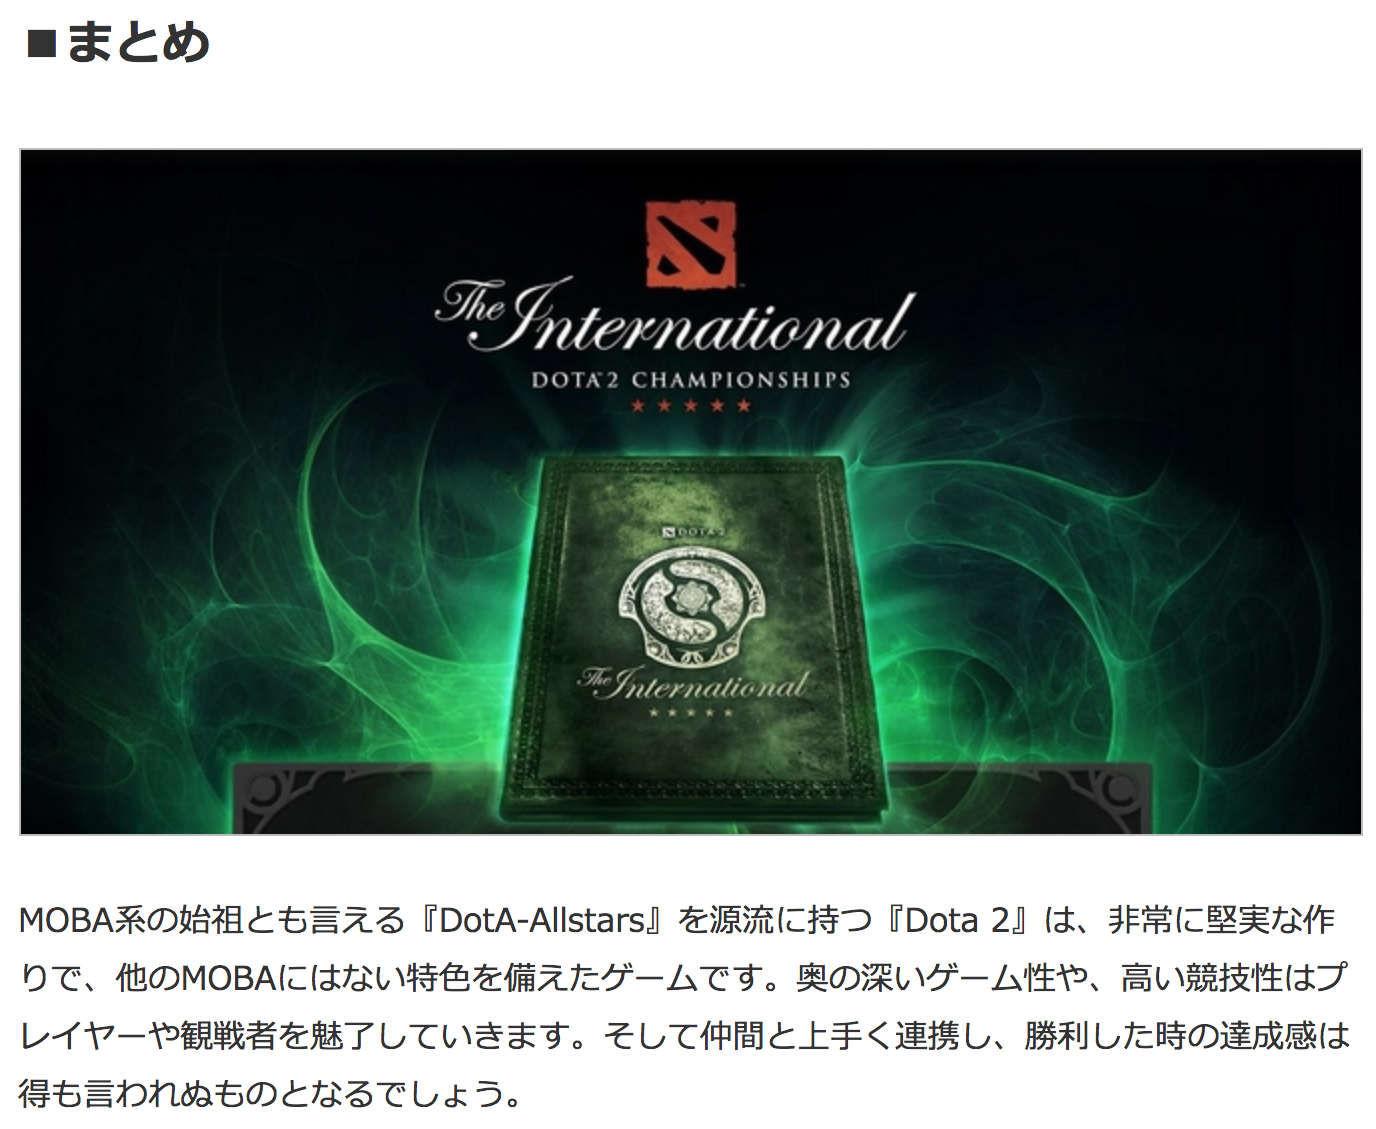 ■まとめ
The International
DOTA™2 CHAMPIONSHIPS
★★★★★
DOTA 2
The International
★★★★★
MOBA系の始祖とも言える『DotA-Allstars』を源流に持つ『Dota 2』は、非常に堅実な作
りで、他のMOBAにはない特色を備えたゲームです。奥の深いゲーム性や、高い競技性はプ
レイヤーや観戦者を魅了していきます。そして仲間と上手く連携し、勝利した時の達成感は
得も言われぬものとなるでしょう。